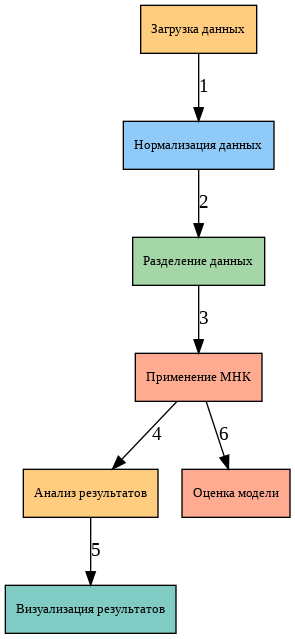 Загрузка данных
1
Нормализация данных
2
Разделение данных
3
Применение МНК
4
6
Анализ результатов
Оценка модели
5
Визуализация результатов